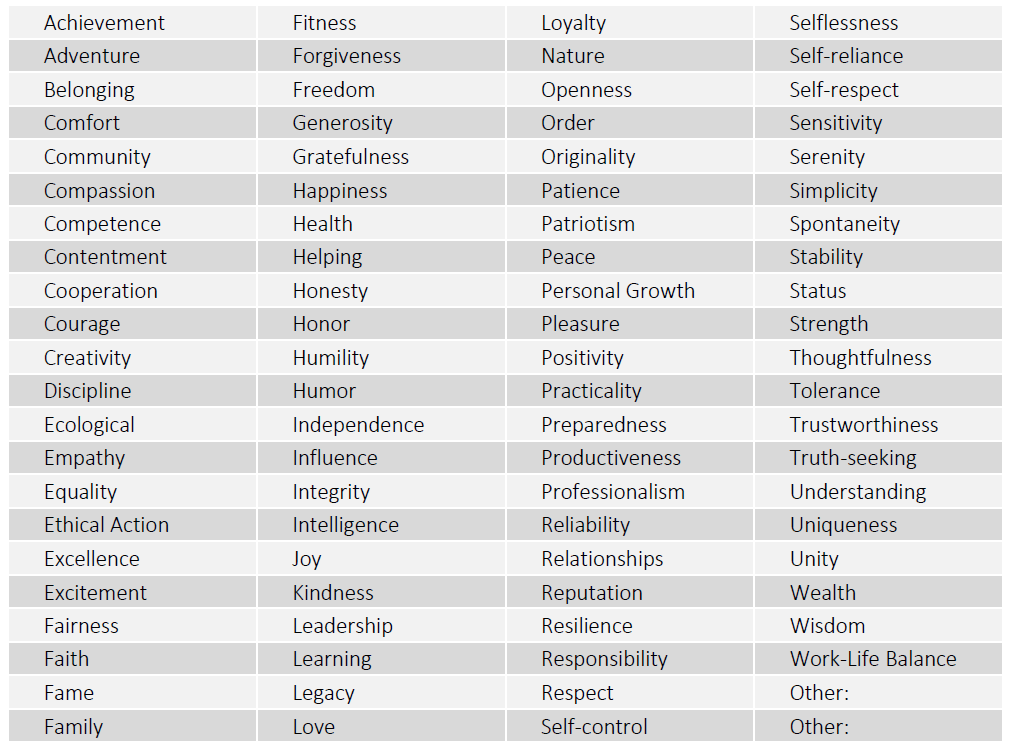 Achievement Fitness Loyalty Selflessness
Adventure Forgiveness Nature Self-reliance
Belonging Freedom Openness Self-respect
Comfort Generosity Order Sensitivity
Community Gratefulness Originality Serenity
Compassion Happiness Patience Simplicity
Competence Health Patriotism Spontaneity
Contentment Helping Peace Stability
Cooperation Honesty Personal Growth Status
Courage Honor Pleasure Strength
Creativity Humility Positivity Thoughtfulness
Discipline Humor Practicality Tolerance
Ecological Independence Preparedness Trustworthiness
Empathy Influence Productiveness Truth-seeking
Equality Integrity Professionalism Understanding
Ethical Action Intelligence Reliability Uniqueness
Excellence Joy Relationships Unity
Excitement Kindness Reputation Wealth
Fairness Leadership Resilience Wisdom
Faith Learning Responsibility Work-Life Balance
Fame Legacy Respect Other:
Family Love Self-control Other: